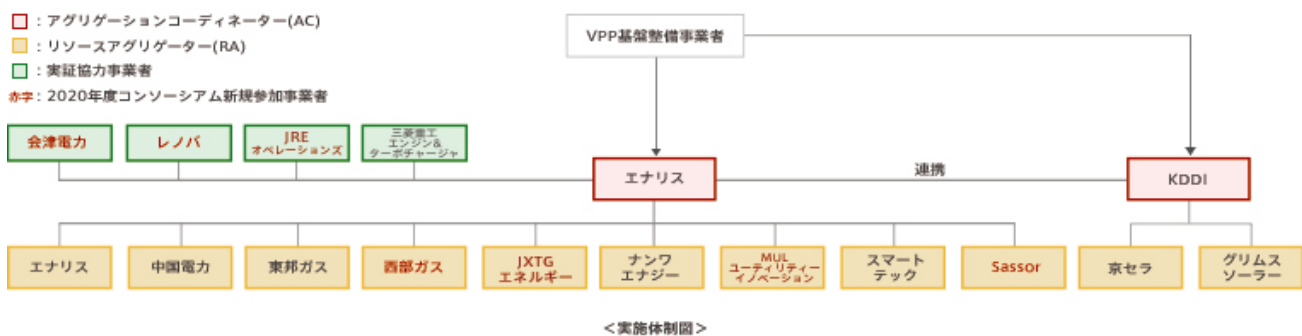 ：アグリゲーションコーディネーター(AC)
：リソースアグリゲーター(RA)
：実証協力事業者
赤字：2020年度コンソーシアム新規参加事業者
VPP基盤整備事業者
会津電力
レノバ
JRE
オペレーションズ
三菱重工
エンジン&
ターボチャージャ
エナリス
連携
KDDI
エナリス
中国電力
東邦ガス
西部ガス
JXTG
エネルギー
ナンワ
エナジー
MUL
ユーティリティー
イノベーション
スマート
テック
Sassor
京セラ
グリムス
ソーラー
＜実施体制図＞